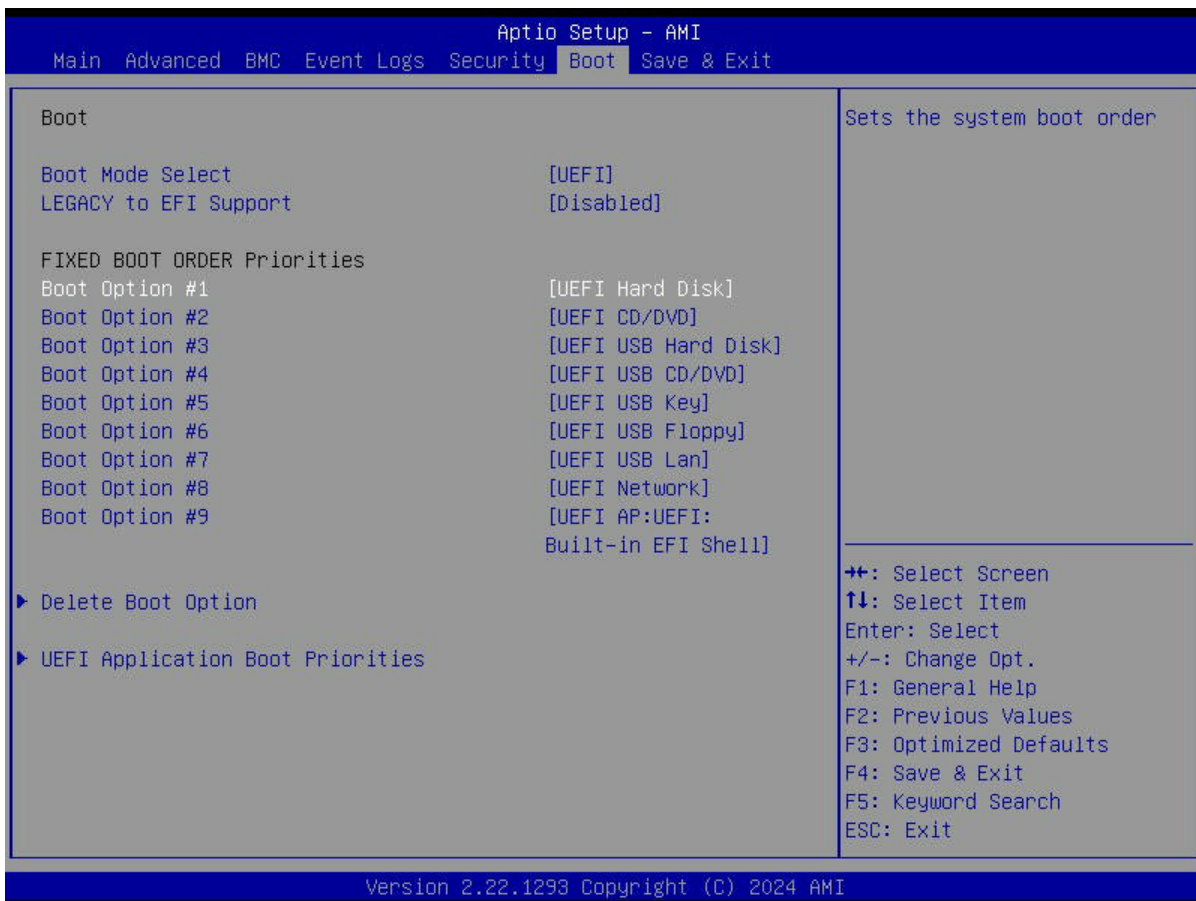 Aptio Setup – AMI
Main Advanced BMC Event Logs Security Boot Save & Exit
Boot
Boot Mode Select [UEFI]
LEGACY to EFI Support [Disabled]
FIXED BOOT ORDER Priorities
Boot Option #1 [UEFI Hard Disk]
Boot Option #2 [UEFI CD/DVD]
Boot Option #3 [UEFI USB Hard Disk]
Boot Option #4 [UEFI USB CD/DVD]
Boot Option #5 [UEFI USB Key]
Boot Option #6 [UEFI USB Floppy]
Boot Option #7 [UEFI USB Lan]
Boot Option #8 [UEFI Network]
Boot Option #9 [UEFI AP:UEFI:
Built-in EFI Shell]
Delete Boot Option
UEFI Application Boot Priorities
Sets the system boot order
→←: Select Screen
↑↓: Select Item
Enter: Select
+/-: Change Opt.
F1: General Help
F2: Previous Values
F3: Optimized Defaults
F4: Save & Exit
F5: Keyword Search
ESC: Exit
Version 2.22.1293 Copyright (C) 2024 AMI